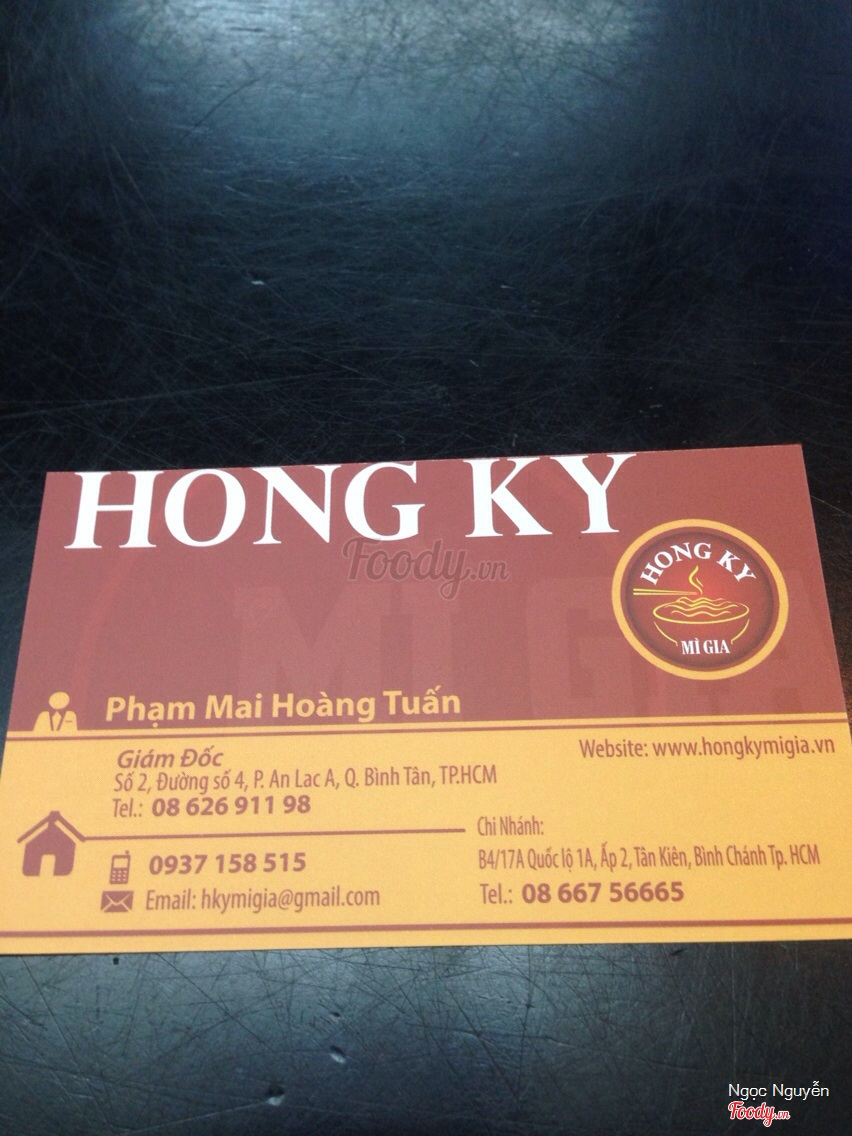 HONG KY
Foody.vn
HONG KY
MÌ GIA
MÌ GIA
Phạm Mai Hoàng Tuấn
Giám Đốc
Website: www.hongkymigia.vn
Số 2, Đường số 4, P. An Lac A, Q. Bình Tân, TP.HCM
Tel.: 08 626 911 98
Chi Nhánh:
0937 158 515
B4/17A Quốc lộ 1A, Ấp 2, Tân Kiên, Bình Chánh Tp. HCM
Email: hkymigia@gmail.com
Tel.: 08 667 56665
Ngọc Nguyễn
Foody.vn